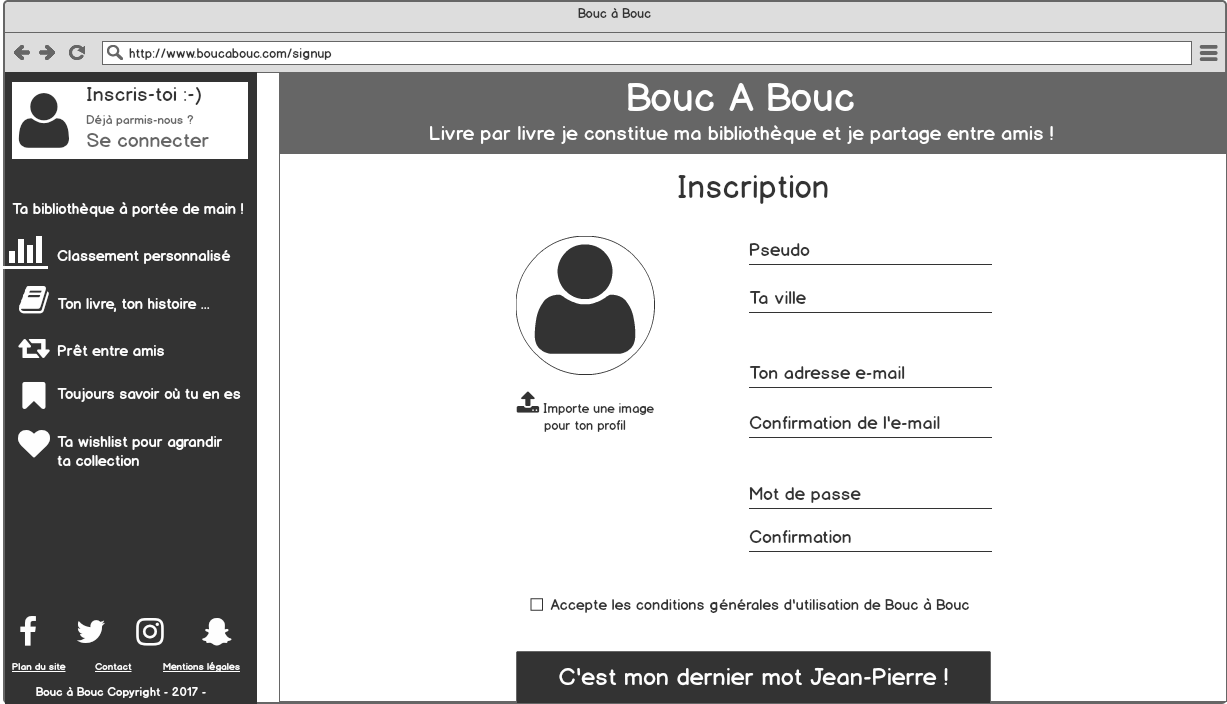 Bouc à Bouc
http://www.boucabouc.com/signup
Inscris-toi :-)
Déjà parmis-nous ?
Se connecter
Ta bibliothèque à portée de main !
Classement personnalisé
Ton livre, ton histoire ...
Prêt entre amis
Toujours savoir où tu en es
Ta wishlist pour agrandir
ta collection
Plan du site
Contact
Mentions légales
Bouc à Bouc Copyright - 2017 -
Bouc A Bouc
Livre par livre je constitue ma bibliothèque et je partage entre amis !
Inscription
Importe une image
pour ton profil
Pseudo
Ta ville
Ton adresse e-mail
Confirmation de l'e-mail
Mot de passe
Confirmation
Accepte les conditions générales d'utilisation de Bouc à Bouc
C'est mon dernier mot Jean-Pierre !